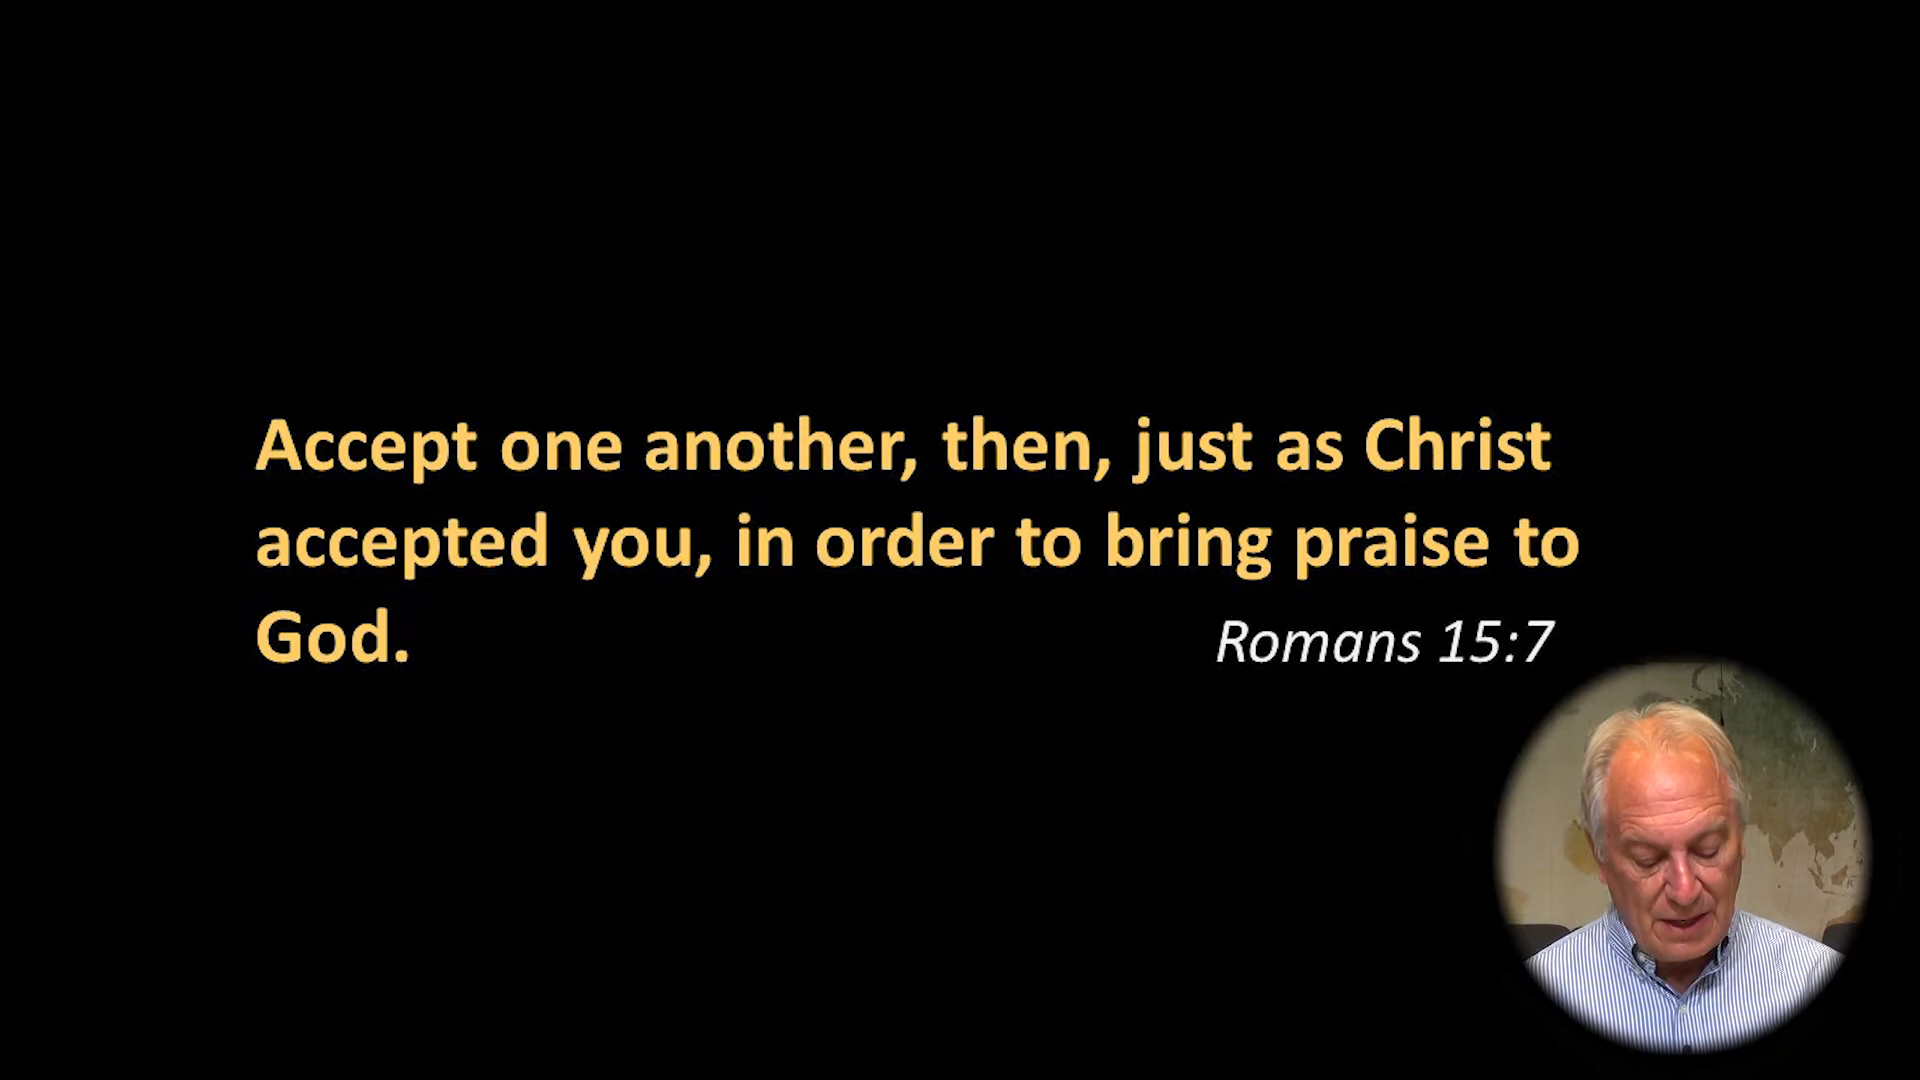 Accept one another, then, just as Christ
accepted you, in order to bring praise to
God.
Romans 15:7